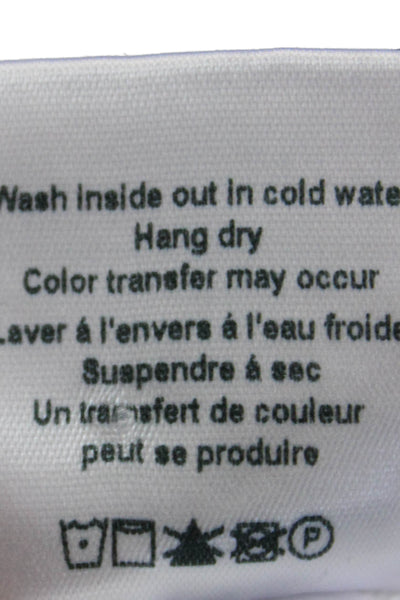 Wash inside out in cold water
Hang dry
Color transfer may occur
Laver á l'envers á l'eau froide
Suspendre á sec
Un transfert de couleur
peut se produire
P